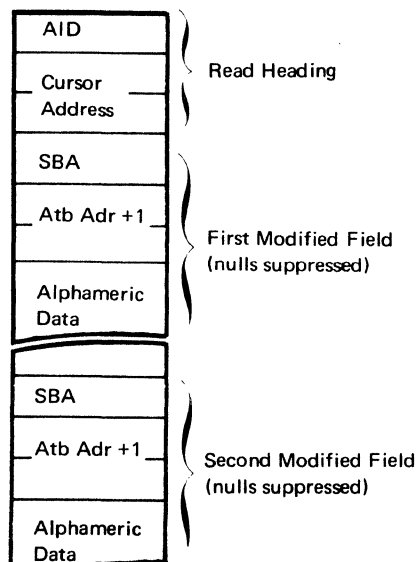 AID
Cursor
Address
Read Heading
SBA
Atb Adr +1
Alphameric
Data
First Modified Field
(nulls suppressed)
SBA
Atb Adr +1
Alphameric
Data
Second Modified Field
(nulls suppressed)